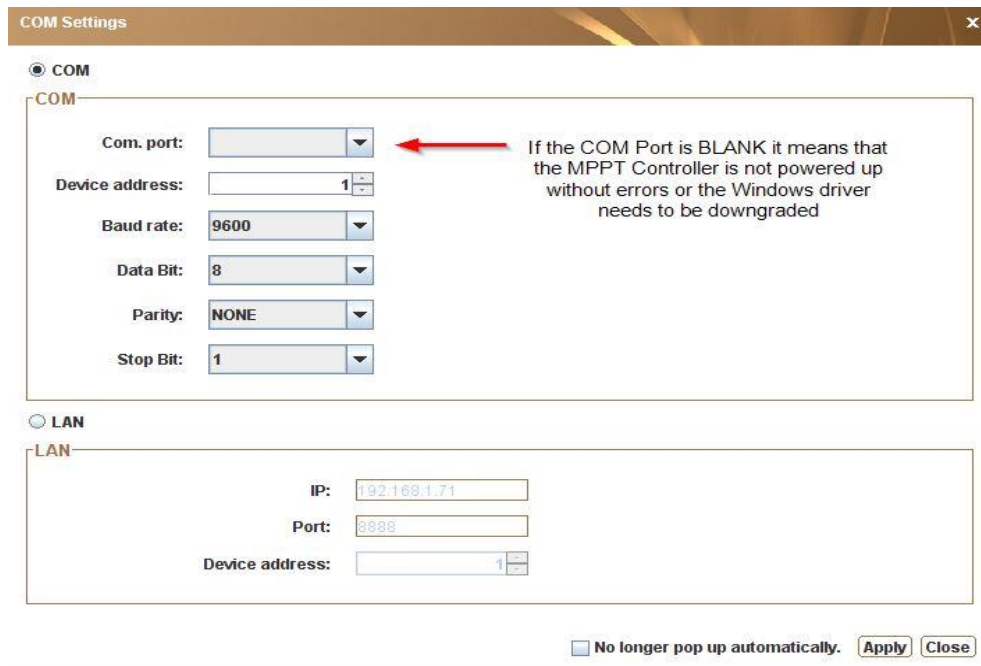 COM Settings
x
COM
COM
Com. port:
If the COM Port is BLANK it means that
the MPPT Controller is not powered up
without errors or the Windows driver
needs to be downgraded
Device address: 1
Baud rate: 9600
Data Bit: 8
Parity: NONE
Stop Bit: 1
LAN
LAN
IP: 192.168.1.71
Port: 8888
Device address: 1
No longer pop up automatically. Apply Close